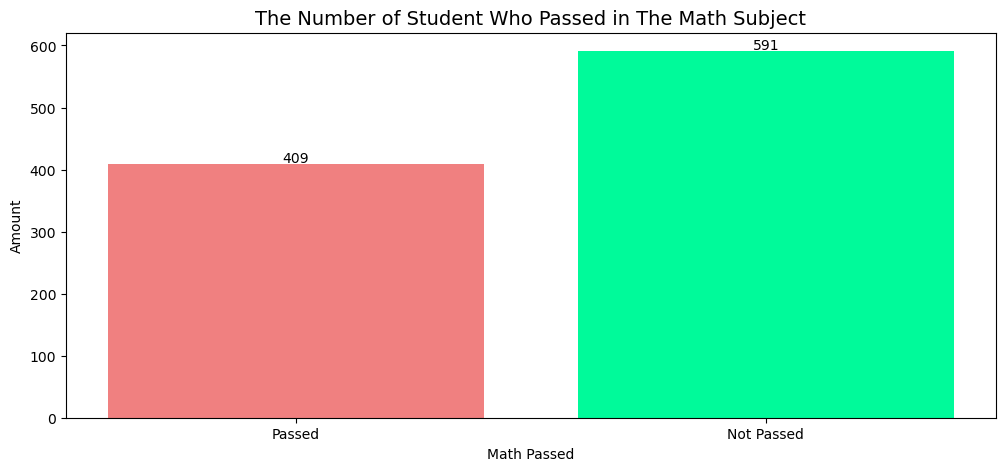 The Number of Student Who Passed in The Math Subject
600
500
400
300
200
100
0
Amount
409
591
Passed
Not Passed
Math Passed